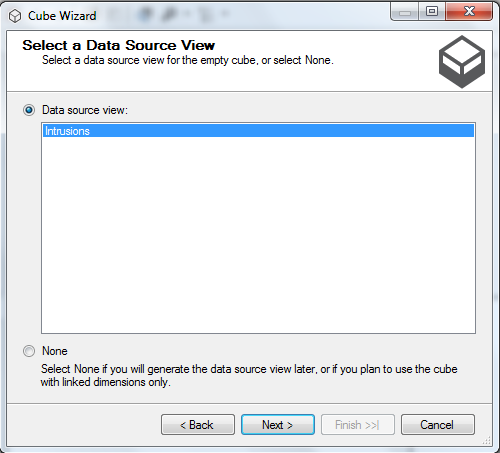 Cube Wizard
Select a Data Source View
Select a data source view for the empty cube, or select None.
Data source view:
Intrusions
None
Select None if you will generate the data source view later, or if you plan to use the cube
with linked dimensions only.
< Back
Next >
Finish >>|
Cancel